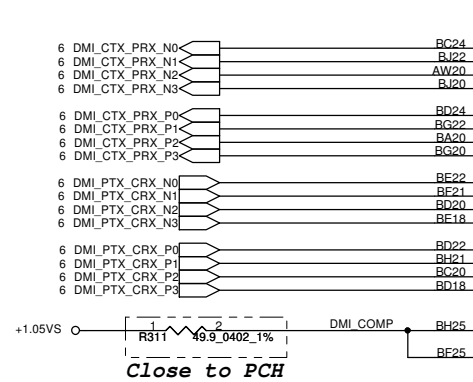 6 DMI_CTX_PRX_N0 BC24
6 DMI_CTX_PRX_N1 BJ22
6 DMI_CTX_PRX_N2 AW20
6 DMI_CTX_PRX_N3 BJ20
6 DMI_CTX_PRX_P0 BD24
6 DMI_CTX_PRX_P1 BG22
6 DMI_CTX_PRX_P2 BA20
6 DMI_CTX_PRX_P3 BG20
6 DMI_PTX_CRX_N0 BE22
6 DMI_PTX_CRX_N1 BF21
6 DMI_PTX_CRX_N2 BD20
6 DMI_PTX_CRX_N3 BE18
6 DMI_PTX_CRX_P0 BD22
6 DMI_PTX_CRX_P1 BH21
6 DMI_PTX_CRX_P2 BC20
6 DMI_PTX_CRX_P3 BD18
+1.05VS 1 2 DMI_COMP BH25
R311 49.9_0402_1%
BF25
Close to PCH